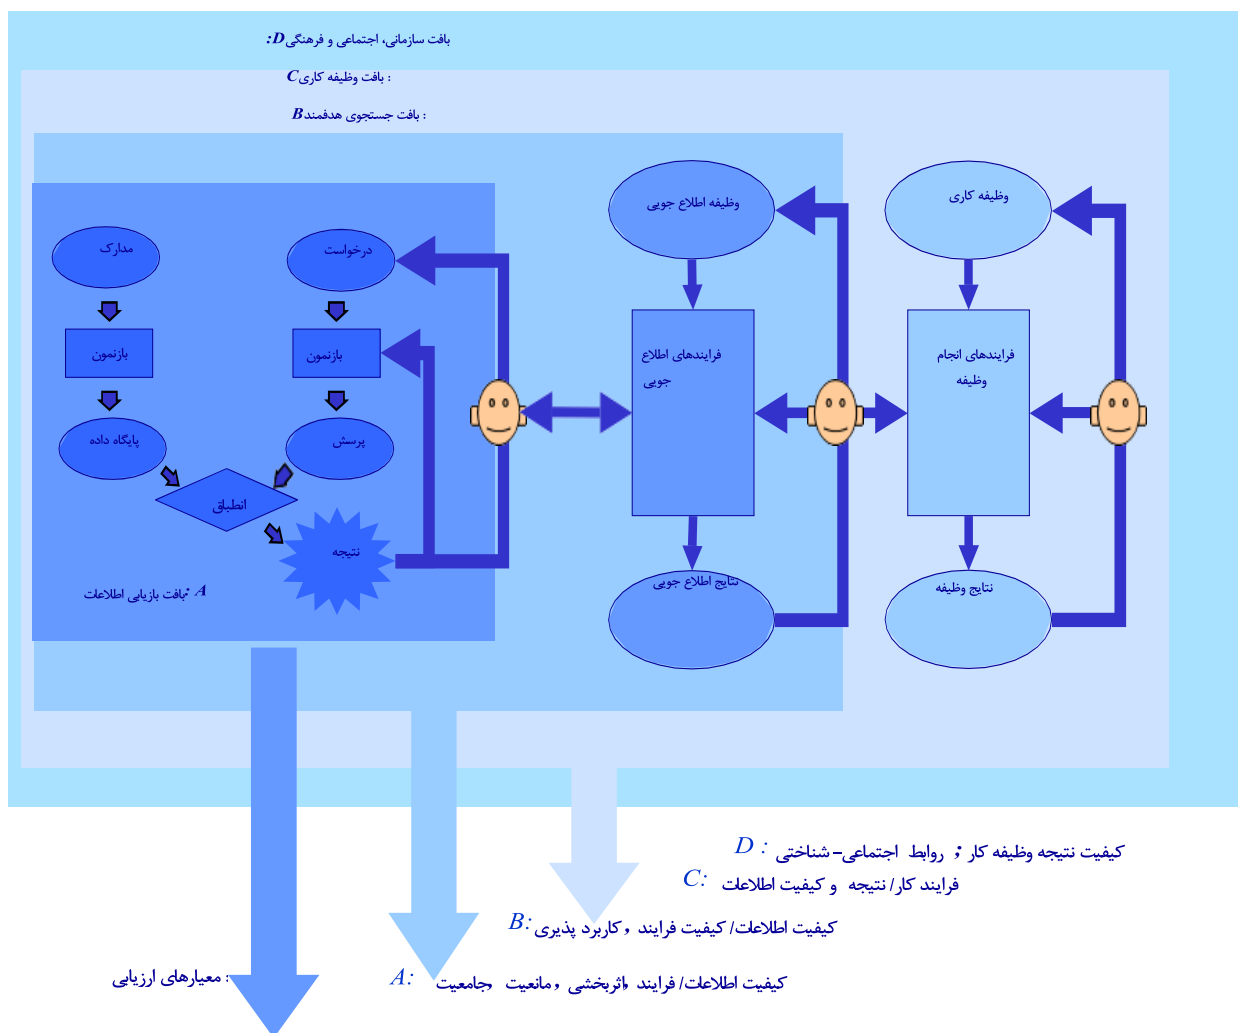 بافت سازمانی، اجتماعی و فرهنگی D:
C بافت وظیفه کاری :
B بافت جستجوی هدفمند :
وظیفه کاری
وظیفه اطلاع جویی
درخواست
مدارک
فرایندهای انجام
وظیفه
فرایندهای اطلاع
جویی
بازنمون
بازنمون
پرسش
پایگاه داده
انطباق
نتیجه
نتایج وظیفه
نتایج اطلاع جویی
A :بافت بازیابی اطلاعات
D : کیفیت نتیجه وظیفه کار ; روابط اجتماعی- شناختی
C: فرایند کار/ نتیجه و کیفیت اطلاعات
B: کیفیت اطلاعات/ کیفیت فرایند , کاربرد پذیری
A: کیفیت اطلاعات/ فرایند ,اثربخشی , مانعیت ,جامعیت
معیارهای ارزیابی :